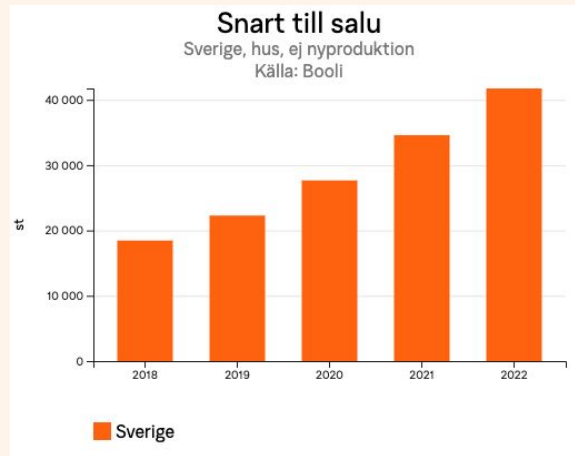 Snart till salu
Sverige, hus, ej nyproduktion
Källa: Booli
40 000
30 000
20 000
10 000
0
st
2018 2019 2020 2021 2022
Sverige